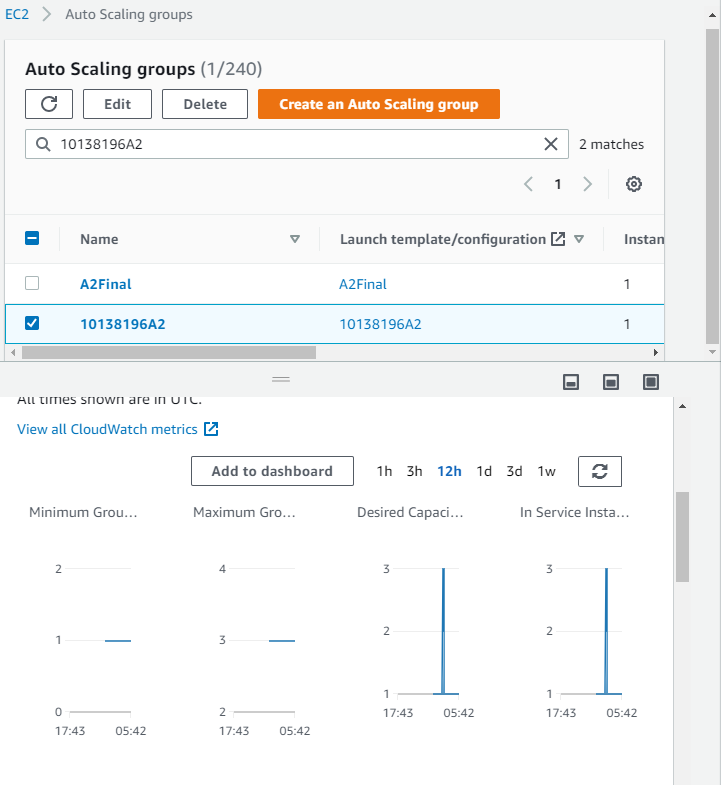 EC2 Auto Scaling groups
Auto Scaling groups (1/240)
Edit Delete Create an Auto Scaling group
10138196A2 2 matches
1
Name Launch template/configuration Instan
A2Final A2Final 1
10138196A2 10138196A2 1
All times shown are in UTC.
View all CloudWatch metrics
Add to dashboard 1h 3h 12h 1d 3d 1w
Minimum Grou... Maximum Gro... Desired Capaci... In Service Insta...
2 4 3 3
2 2
1 3
1 1
0 2
17:43 05:42 17:43 05:42
17:43 05:42 17:43 05:42